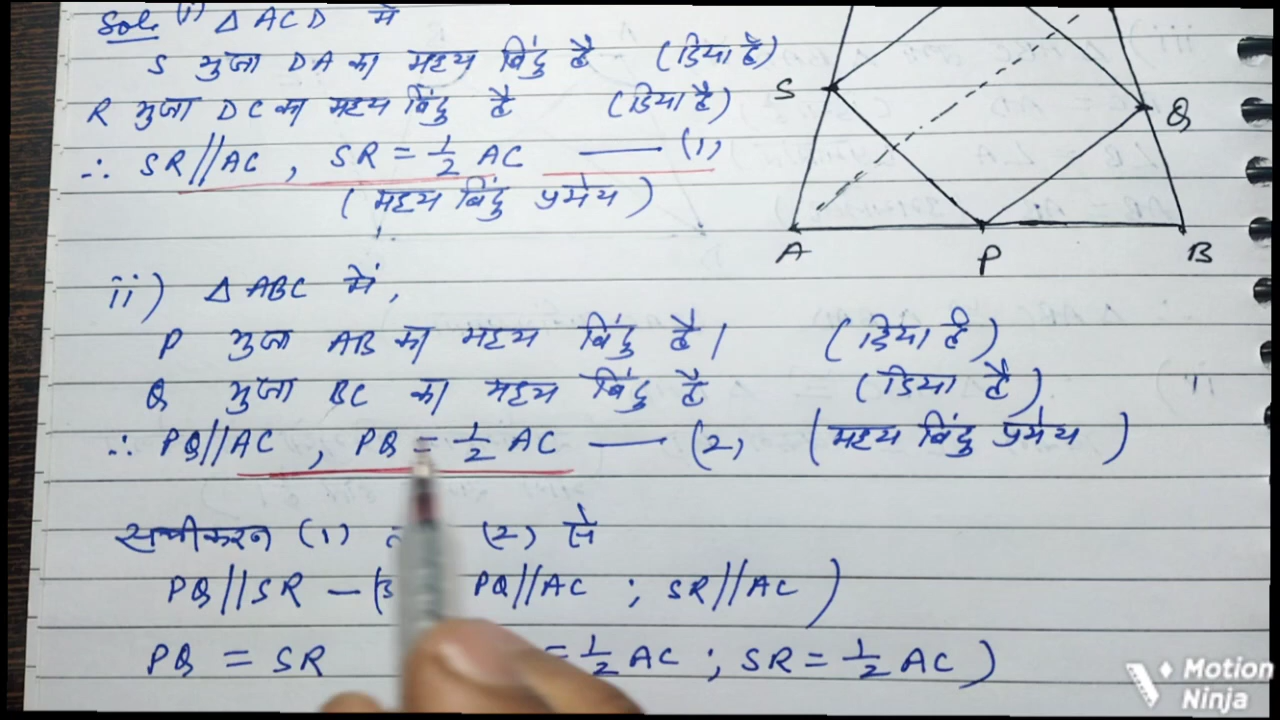 Sol: (i) △ ACD में
S भुजा DA का मध्य बिंदु है (दिया है)
R भुजा DC का मध्य बिंदु है (दिया है)
∴ SR//AC , SR = 1/2 AC —— (1)
(मध्य बिंदु प्रमेय)
ii) △ ABC में,
P भुजा AB का मध्य बिंदु है। (दिया है)
Q भुजा BC का मध्य बिंदु है (दिया है)
∴ PQ//AC , PQ = 1/2 AC —— (2) (मध्य बिंदु प्रमेय)
समीकरन (1) (2) से
PQ//SR — (3 PQ//AC ; SR//AC)
PQ = SR = 1/2 AC ; SR = 1/2 AC)
S
Q
A
P
B
Motion
Ninja